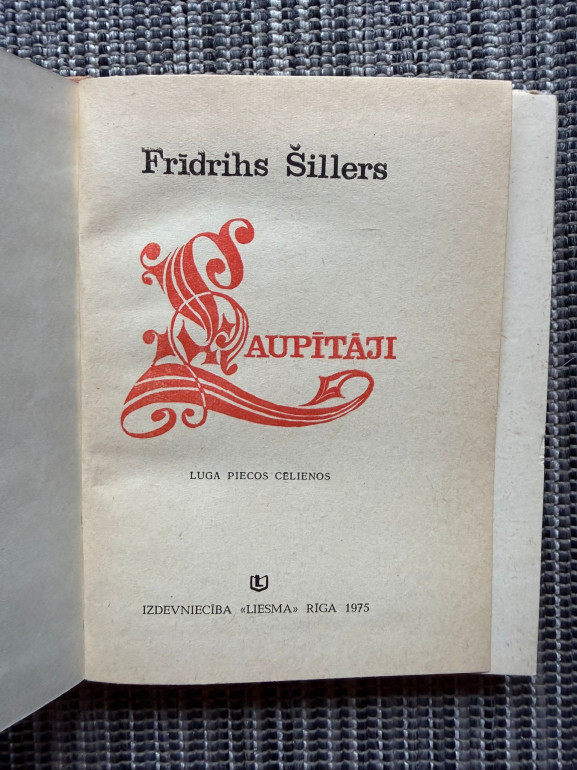 Frīdrihs Šillers
LAUPĪTĀJI
LUGA PIECOS CĒLIENOS
IZDEVNIECĪBA «LIESMA» RĪGA 1975